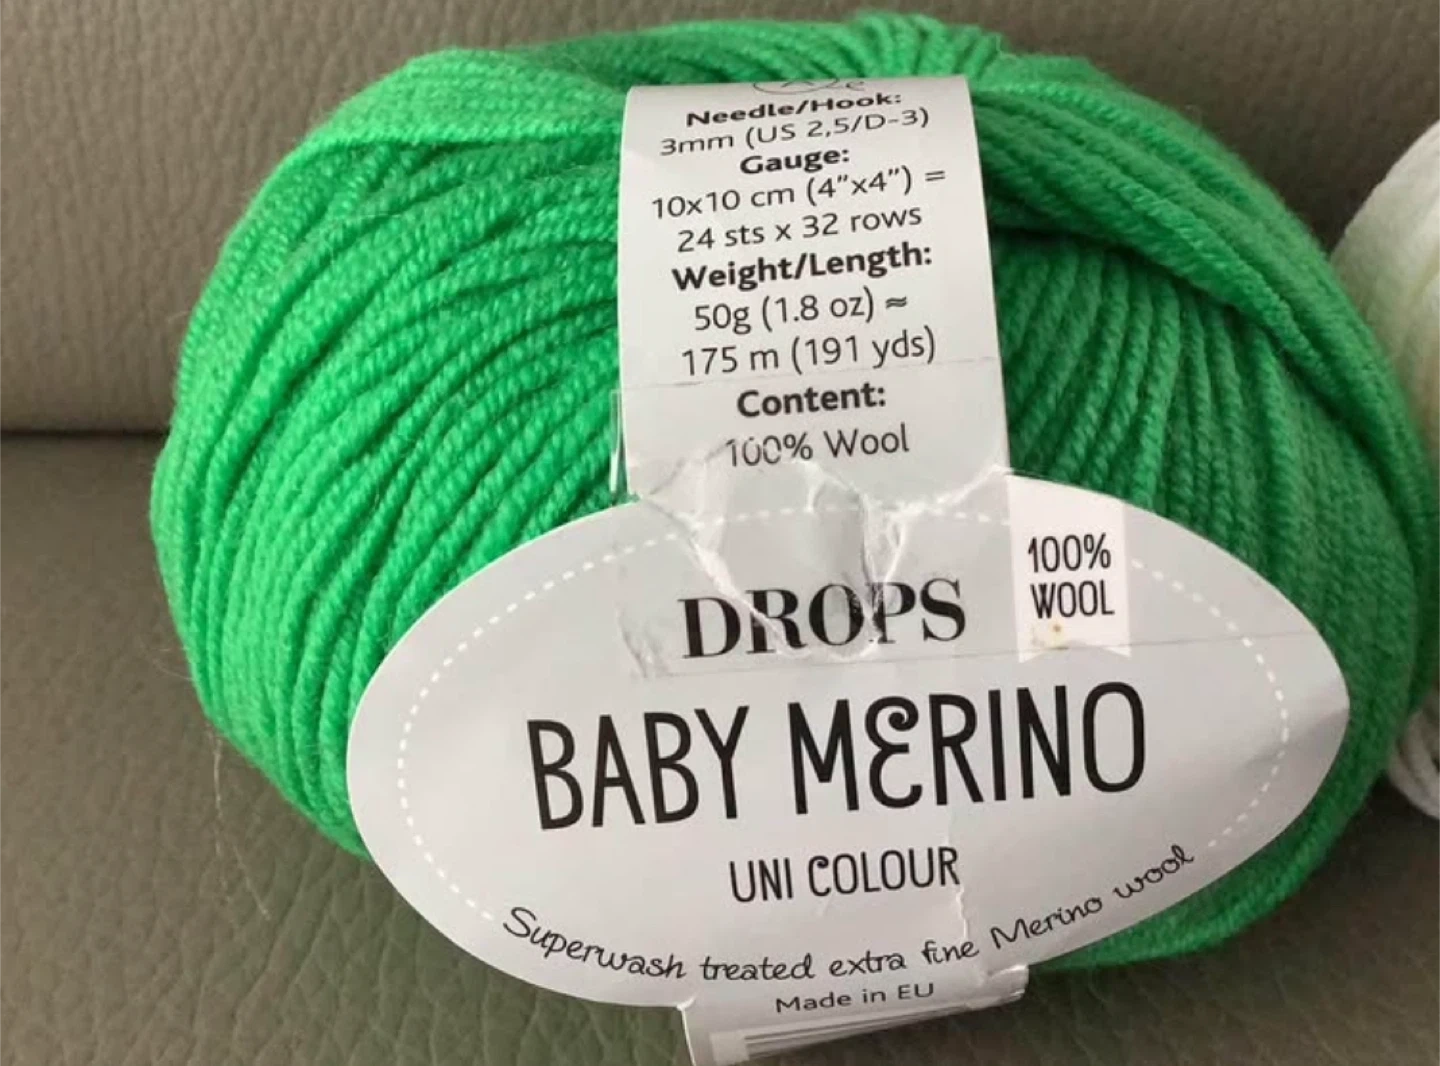 Needle/Hook:
3mm (US 2,5/D-3)
Gauge:
10x10 cm (4"x4") =
24 sts x 32 rows
Weight/Length:
50g (1.8 oz) ≈
175 m (191 yds)
Content:
100% Wool
100%
WOOL
DROPS
BABY MERINO
UNI COLOUR
Superwash treated extra fine Merino wool
Made in EU